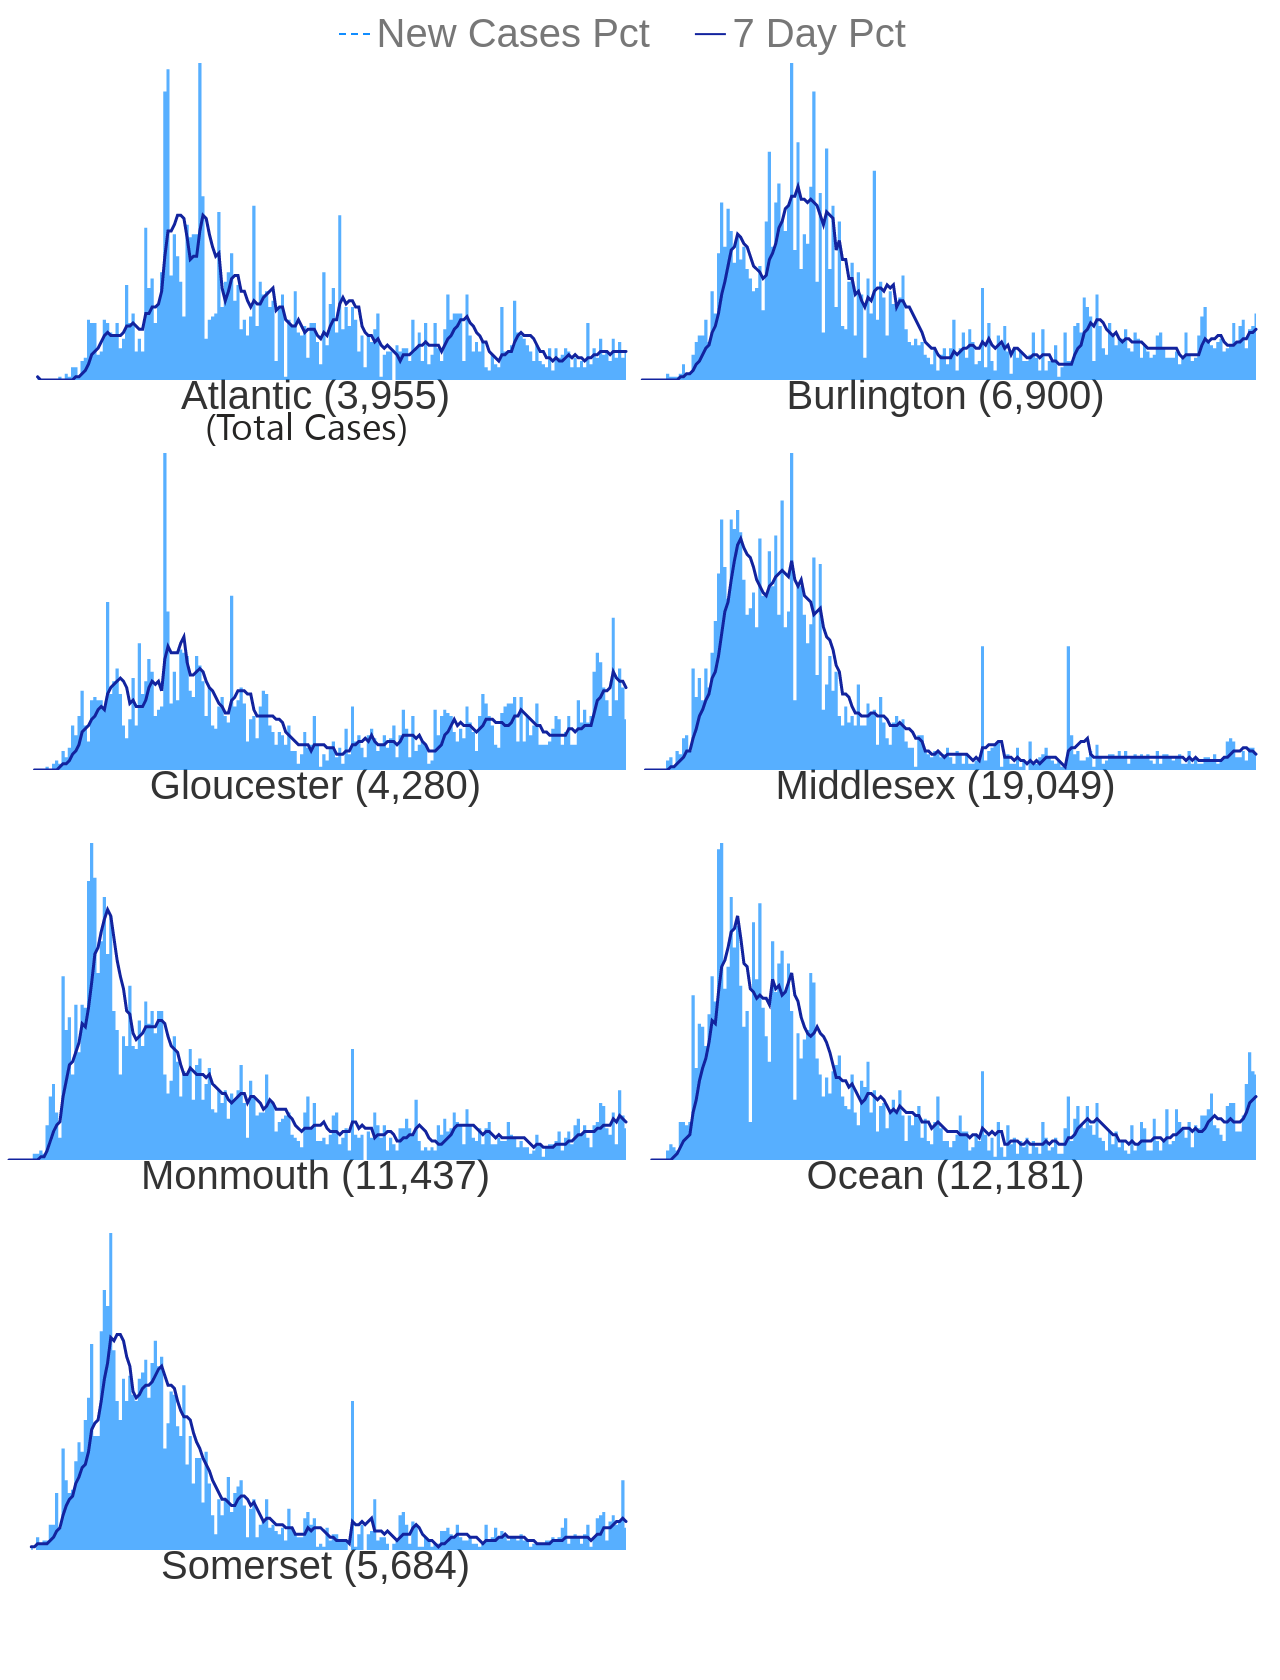 New Cases Pct 7 Day Pct
Atlantic (3,955) Burlington (6,900)
(Total Cases)
Gloucester (4,280) Middlesex (19,049)
Monmouth (11,437) Ocean (12,181)
Somerset (5,684)